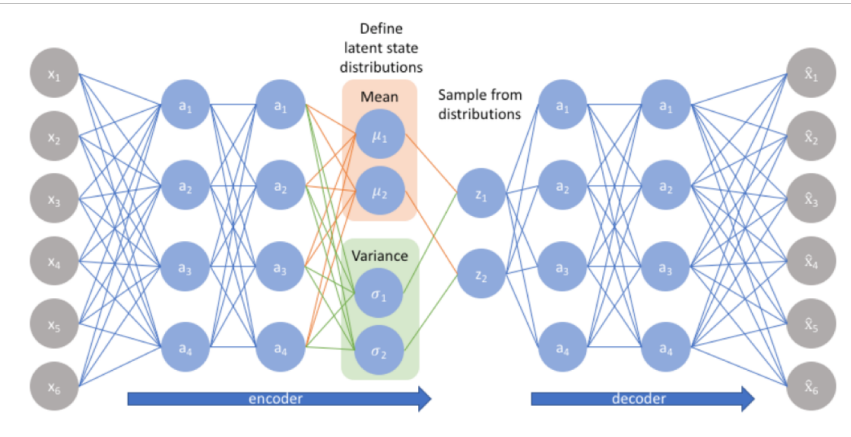 Define
latent state
distributions
Mean
Sample from
distributions
Variance
x₁
x₂
x₃
x₄
x₅
x₆
a₁
a₂
a₃
a₄
a₁
a₂
a₃
a₄
μ₁
μ₂
σ₁
σ₂
z₁
z₂
a₁
a₂
a₃
a₄
a₁
a₂
a₃
a₄
x̂₁
x̂₂
x̂₃
x̂₄
x̂₅
x̂₆
encoder
decoder